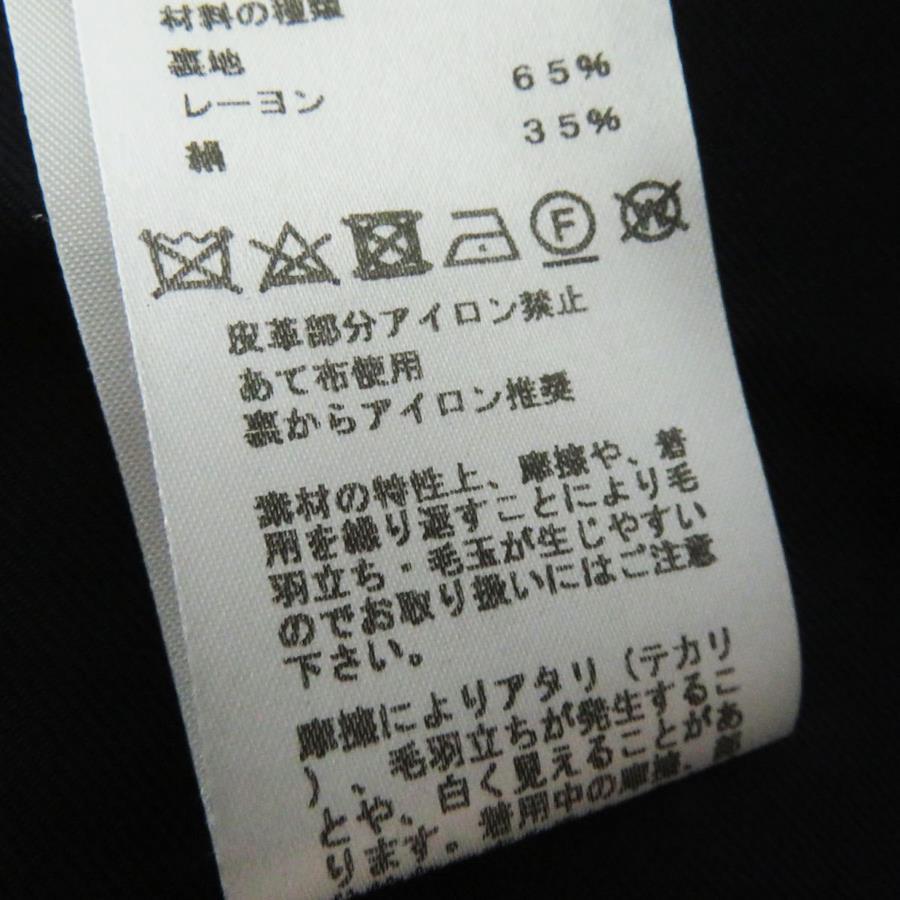 材料の種類
裏地
レーヨン 65%
綿 35%
F W
皮革部分アイロン禁止
あて布使用
裏からアイロン推奨
素材の特性上、摩擦や、着
用を繰り返すことにより毛
羽立ち・毛玉が生じやすい
のでお取り扱いにはご注意
下さい。
摩擦によりアタリ（テカリ
）、毛羽立ちが発生するこ
とや、白く見えることがあ
ります。着用中の摩擦、